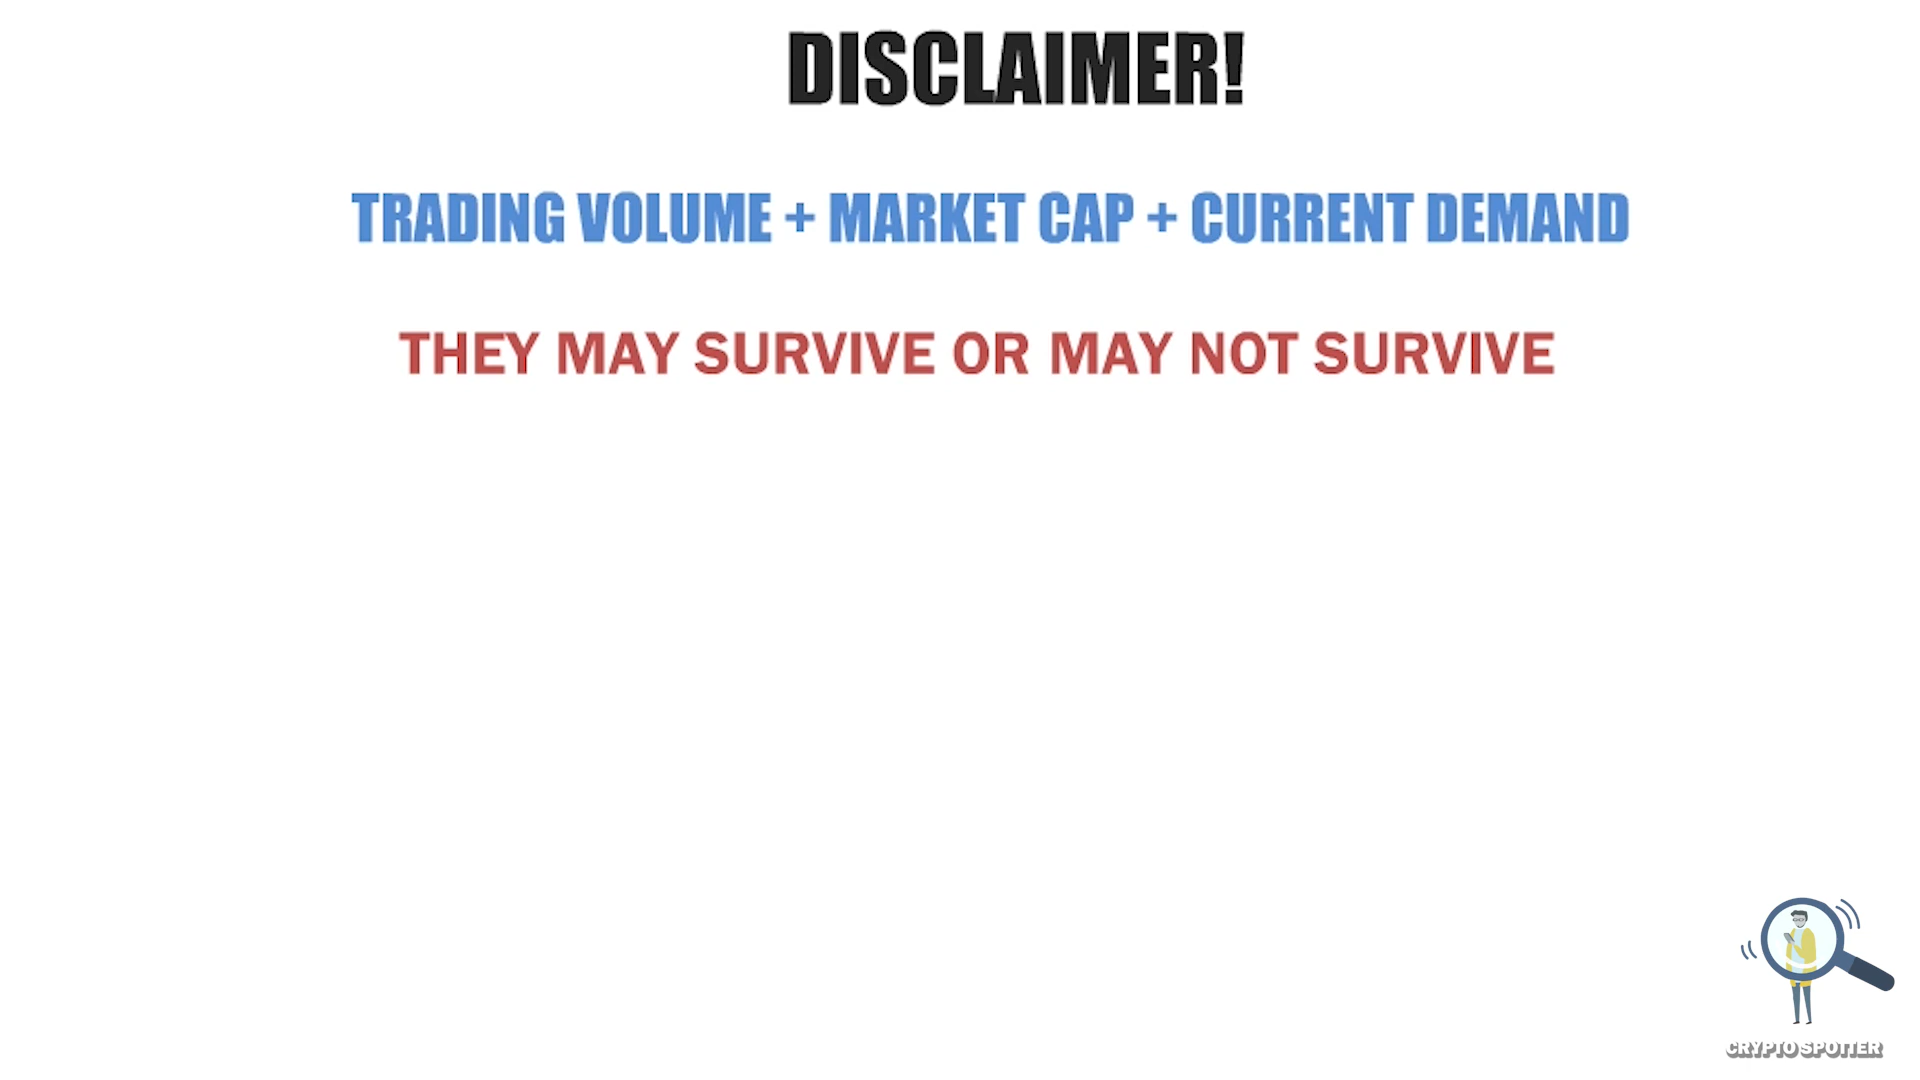 DISCLAIMER!
TRADING VOLUME + MARKET CAP + CURRENT DEMAND
THEY MAY SURVIVE OR MAY NOT SURVIVE
CRYPTO SPOTTER